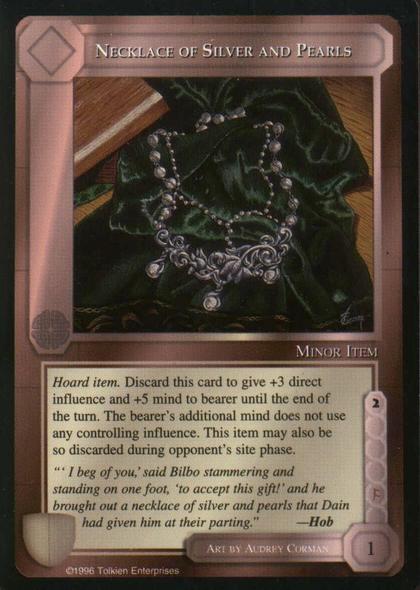 NECKLACE OF SILVER AND PEARLS
MINOR ITEM
Hoard item. Discard this card to give +3 direct
influence and +5 mind to bearer until the end of
the turn. The bearer's additional mind does not use
any controlling influence. This item may also be
so discarded during opponent's site phase.
2
"‘ I beg of you,’ said Bilbo stammering and
standing on one foot, ‘to accept this gift!’ and he
brought out a necklace of silver and pearls that Dain
had given him at their parting." —Hob
ART BY AUDREY CORMAN
1
©1996 Tolkien Enterprises